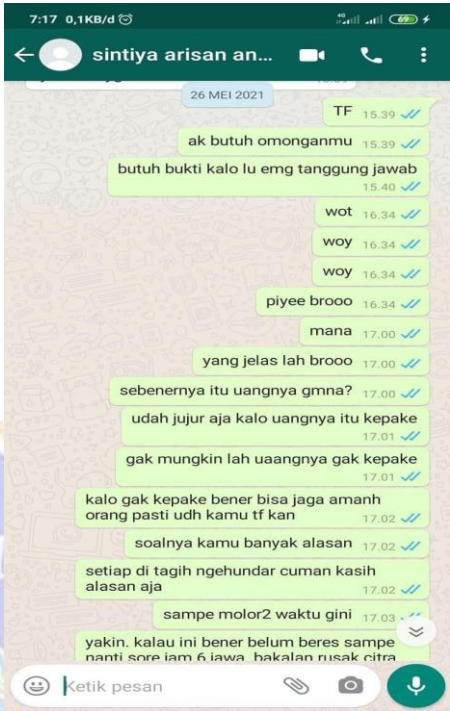 7:17 0,1KB/d
4G
69
sintiya arisan an...
26 MEI 2021
TF 15.39
ak butuh omonganmu 15.39
butuh bukti kalo lu emg tanggung jawab
15.40
wot 16.34
woy 16.34
woy 16.34
piyee brooo 16.34
mana 17.00
yang jelas lah brooo 17.00
sebenernya itu uangnya gmna? 17.00
udah jujur aja kalo uangnya itu kepake
17.01
gak mungkin lah uaangnya gak kepake
17.01
kalo gak kepake bener bisa jaga amanh
orang pasti udh kamu tf kan 17.02
soalnya kamu banyak alasan 17.02
setiap di tagih ngehundar cuman kasih
alasan aja 17.02
sampe molor2 waktu gini 17.03
yakin. kalau ini bener belum beres sampe
nanti sore jam 6 jawa. bakalan rusak citra
Ketik pesan